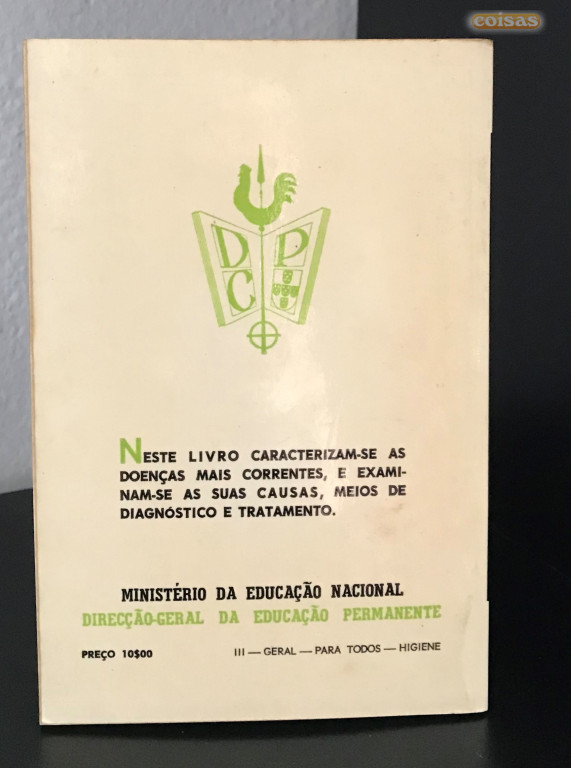 coisas
D P
C
NESTE LIVRO CARACTERIZAM-SE AS
DOENÇAS MAIS CORRENTES, E EXAMI-
NAM-SE AS SUAS CAUSAS, MEIOS DE
DIAGNÓSTICO E TRATAMENTO.
MINISTÉRIO DA EDUCAÇÃO NACIONAL
DIRECÇÃO-GERAL DA EDUCAÇÃO PERMANENTE
PREÇO 10$00 III — GERAL — PARA TODOS — HIGIENE